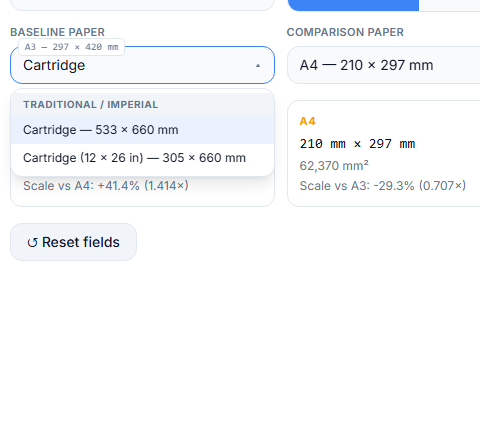 BASELINE PAPER
A3 — 297 × 420 mm
Cartridge
TRADITIONAL / IMPERIAL
Cartridge — 533 × 660 mm
Cartridge (12 × 26 in) — 305 × 660 mm
Scale vs A4: +41.4% (1.414×)
↺ Reset fields
COMPARISON PAPER
A4 — 210 × 297 mm
A4
210 mm × 297 mm
62,370 mm²
Scale vs A3: -29.3% (0.707×)